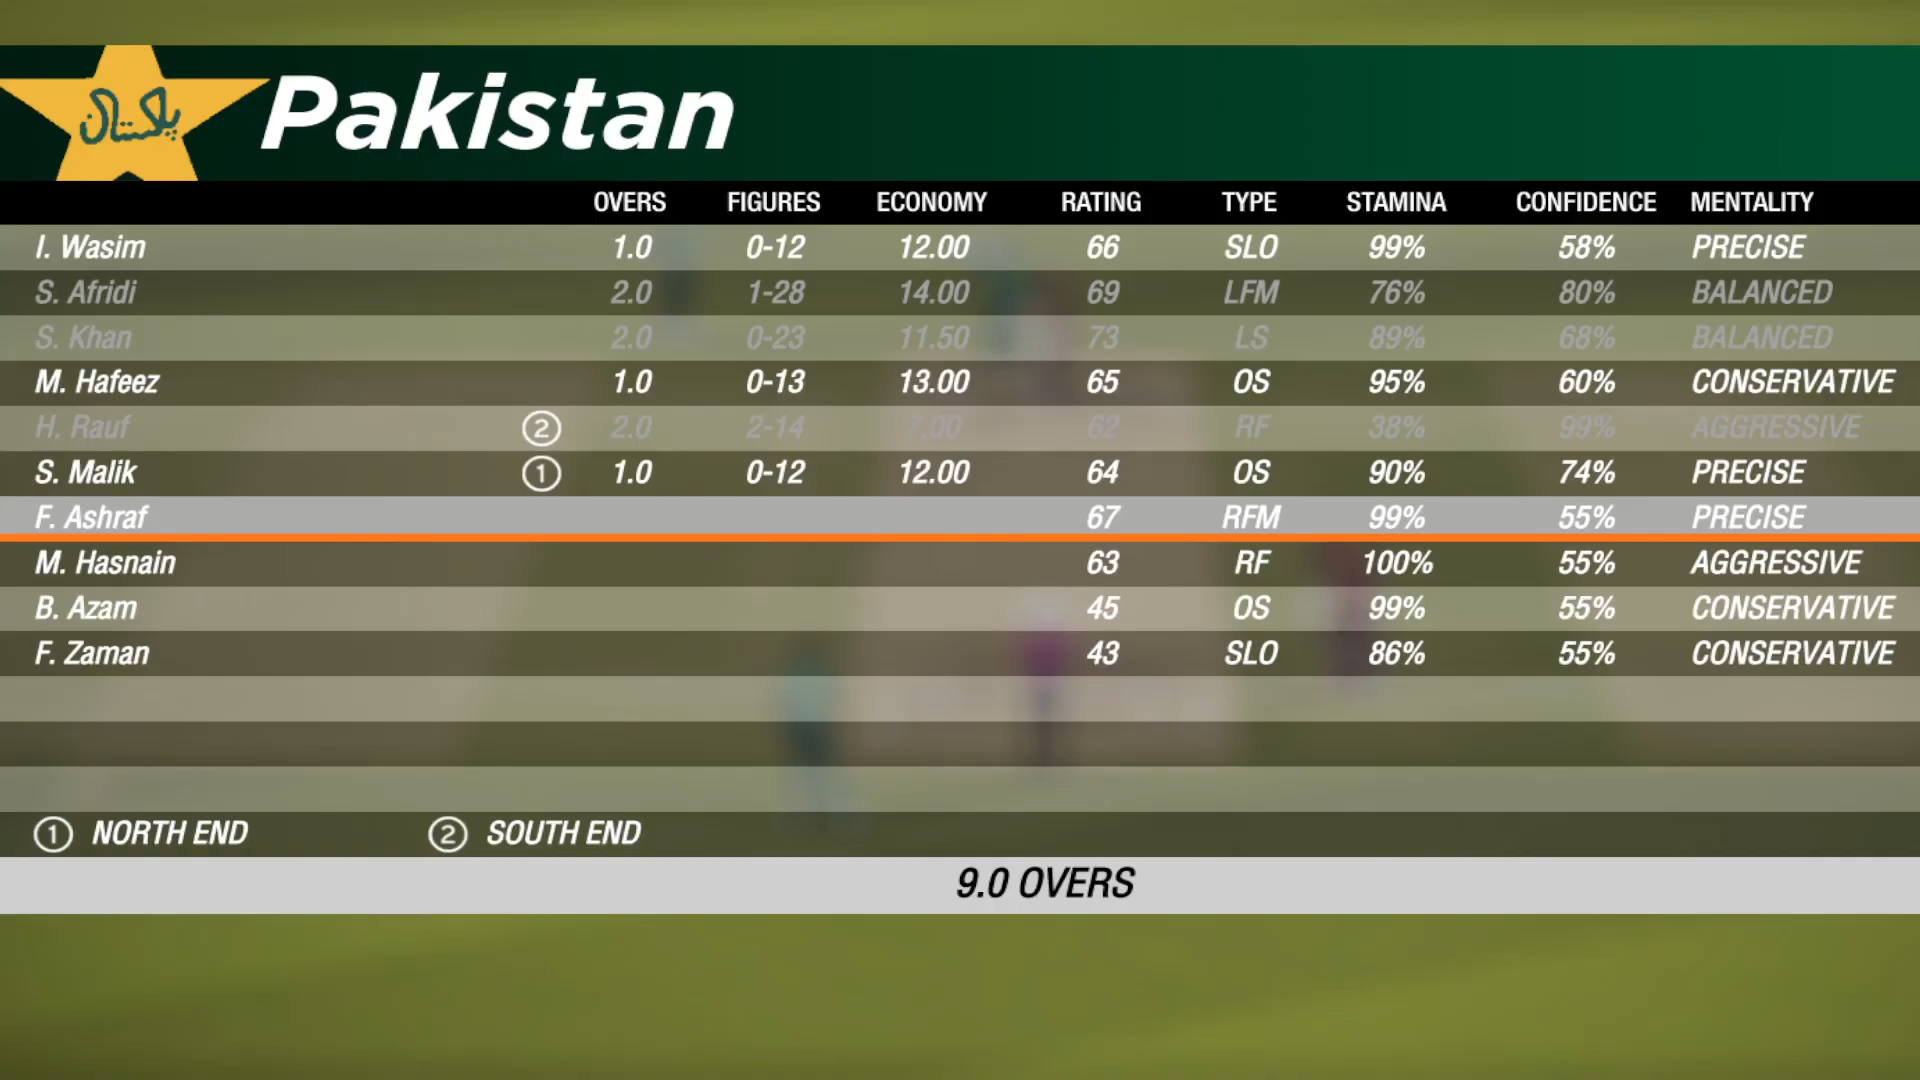 پاکستان
Pakistan
OVERS FIGURES ECONOMY RATING TYPE STAMINA CONFIDENCE MENTALITY
I. Wasim 1.0 0-12 12.00 66 SLO 99% 58% PRECISE
S. Afridi 2.0 1-28 14.00 69 LFM 76% 80% BALANCED
S. Khan 2.0 0-23 11.50 73 LS 89% 68% BALANCED
M. Hafeez 1.0 0-13 13.00 65 OS 95% 60% CONSERVATIVE
H. Rauf 2 2.0 2-14 7.00 62 RF 38% 99% AGGRESSIVE
S. Malik 1 1.0 0-12 12.00 64 OS 90% 74% PRECISE
F. Ashraf 67 RFM 99% 55% PRECISE
M. Hasnain 63 RF 100% 55% AGGRESSIVE
B. Azam 45 OS 99% 55% CONSERVATIVE
F. Zaman 43 SLO 86% 55% CONSERVATIVE
1 NORTH END 2 SOUTH END
9.0 OVERS